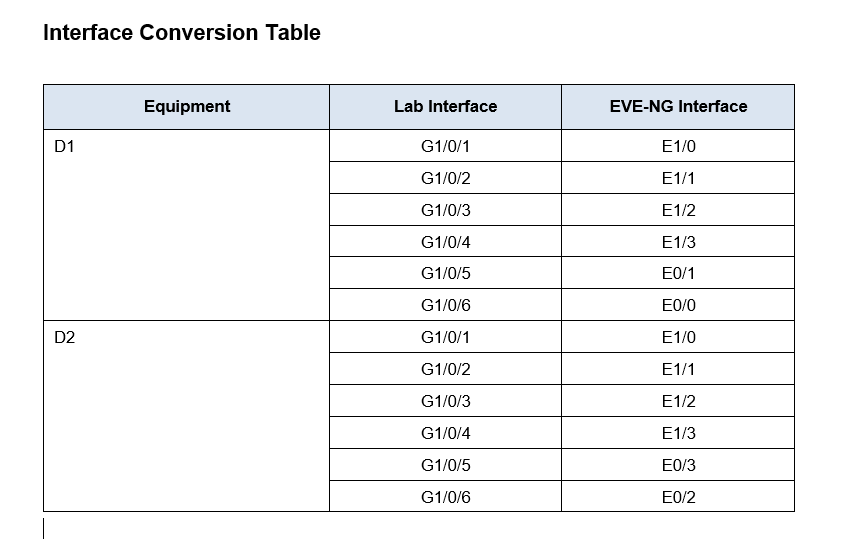 Interface Conversion Table
Equipment Lab Interface EVE-NG Interface
D1 G1/0/1 E1/0
G1/0/2 E1/1
G1/0/3 E1/2
G1/0/4 E1/3
G1/0/5 E0/1
G1/0/6 E0/0
D2 G1/0/1 E1/0
G1/0/2 E1/1
G1/0/3 E1/2
G1/0/4 E1/3
G1/0/5 E0/3
G1/0/6 E0/2